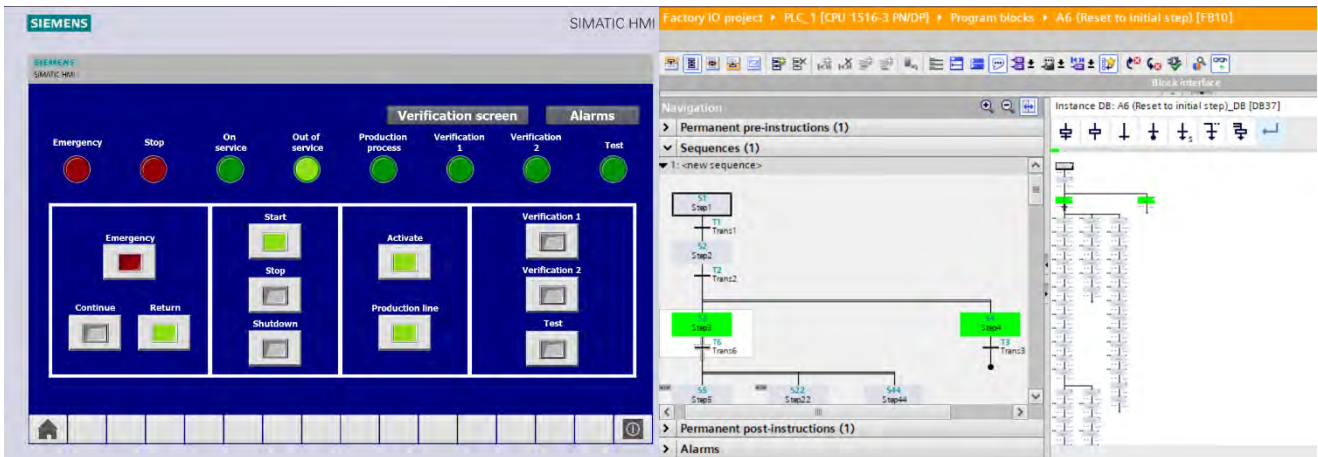 SIEMENS
SIMATIC HMI
SIEMENS
SIMATIC HMI
Verification screen
Alarms
Emergency
Stop
On service
Out of service
Production process
Verification 1
Verification 2
Test
Emergency
Continue
Return
Start
Stop
Shutdown
Activate
Production line
Verification 1
Verification 2
Test
Factory IO project
PLC_1 [CPU 1516-3 PN/DP]
Program blocks
A6 (Reset to initial step) [FB10]
Block interface
Navigation
Permanent pre-instructions (1)
Sequences (1)
1: <new sequence>
S1
Step1
T1
Trans1
S2
Step2
T2
Trans2
S3
Step3
S4
Step4
T6
Trans6
T3
Trans3
S5
Step5
S22
Step22
S44
Step44
Permanent post-instructions (1)
Alarms
Instance DB: A6 (Reset to initial step)_DB [DB37]